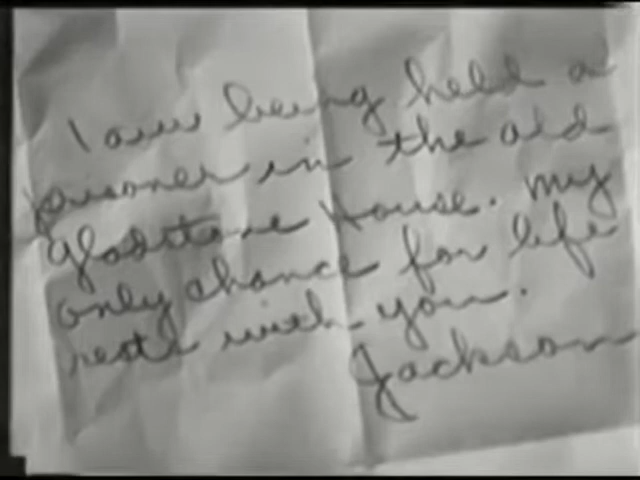 I am being held a
prisoner in the old
Gladstone House. My
only chance for life
rests with you.
Jackson